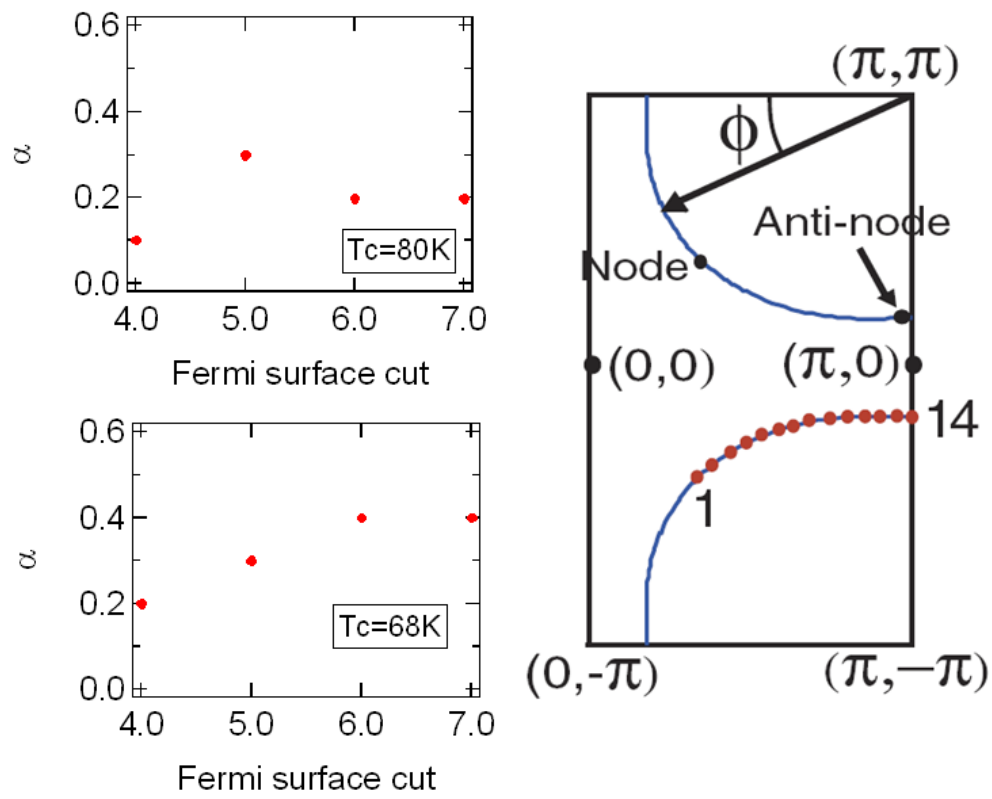 0.6
0.4
0.2
0.0
α
Tc=80K
4.0 5.0 6.0 7.0
Fermi surface cut
0.6
0.4
0.2
0.0
α
Tc=68K
4.0 5.0 6.0 7.0
Fermi surface cut
(π,π)
ϕ
Anti-node
Node
(0,0) (π,0)
14
1
(0,-π) (π,−π)